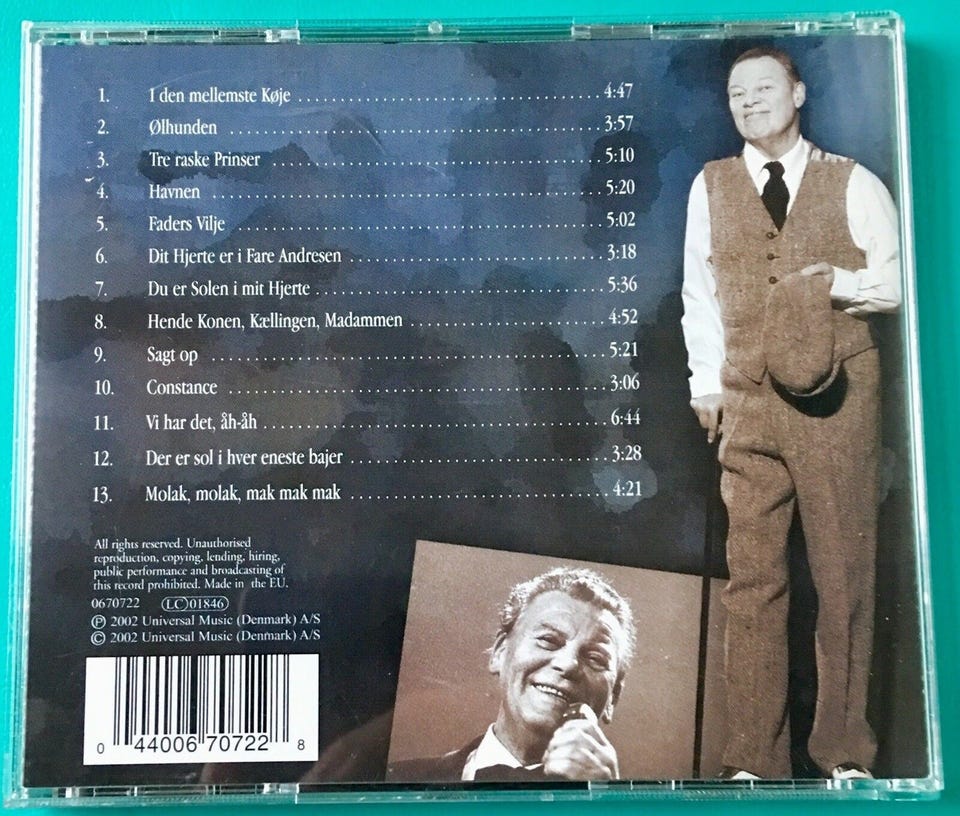 1. I den mellemste Køje 4:47
2. Ølhunden 3:57
3. Tre raske Prinser 5:10
4. Havnen 5:20
5. Faders Vilje 5:02
6. Dit Hjerte er i Fare Andresen 3:18
7. Du er Solen i mit Hjerte 5:36
8. Hende Konen, Kællingen, Madammen 4:52
9. Sagt op 5:21
10. Constance 3:06
11. Vi har det, åh-åh 6:44
12. Der er sol i hver eneste bajer 3:28
13. Molak, molak, mak mak mak 4:21
All rights reserved. Unauthorised
reproduction, copying, lending, hiring,
public performance and broadcasting of
this record prohibited. Made in the EU.
0670722 LC 01846
Ⓟ 2002 Universal Music (Denmark) A/S
© 2002 Universal Music (Denmark) A/S
0 44006 70722 8